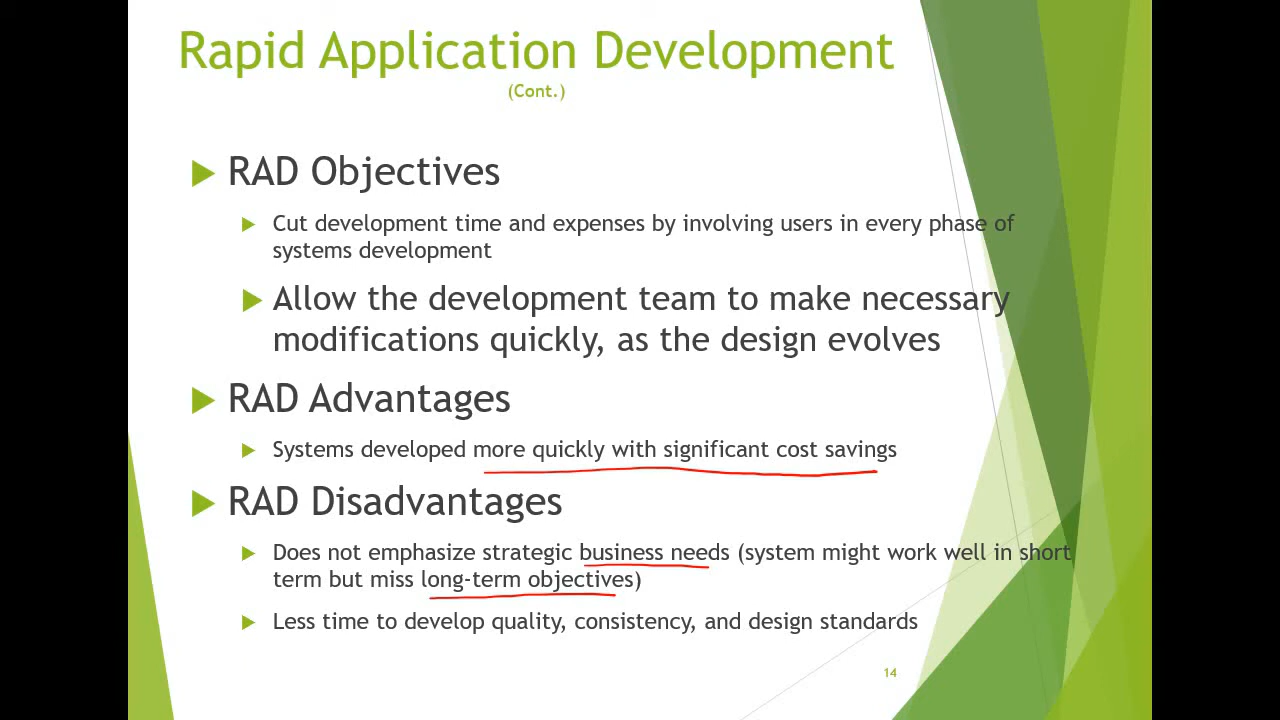 Rapid Application Development
(Cont.)
RAD Objectives
Cut development time and expenses by involving users in every phase of
systems development
Allow the development team to make necessary
modifications quickly, as the design evolves
RAD Advantages
Systems developed more quickly with significant cost savings
RAD Disadvantages
Does not emphasize strategic business needs (system might work well in short
term but miss long-term objectives)
Less time to develop quality, consistency, and design standards
14